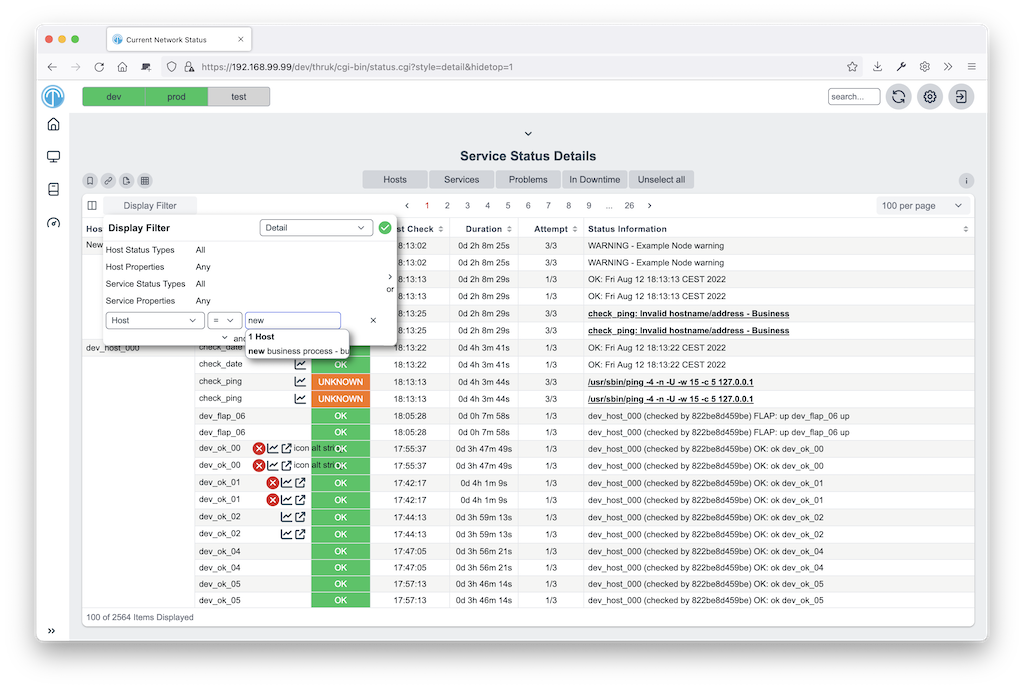 Current Network Status
https://192.168.99.99/dev/thruk/cgi-bin/status.cgi?style=detail&hidetop=1
dev prod test search...
Service Status Details
Hosts Services Problems In Downtime Unselect all
Display Filter 1 2 3 4 5 6 7 8 9 ... 26 100 per page
Hos Display Filter Detail st Check Duration Attempt Status Information
New 18:13:02 0d 2h 8m 25s 3/3 WARNING - Example Node warning
Host Status Types All
18:13:02 0d 2h 8m 25s 3/3 WARNING - Example Node warning
Host Properties Any
18:13:13 0d 2h 8m 29s 1/3 OK: Fri Aug 12 18:13:13 CEST 2022
Service Status Types All
or
18:13:13 0d 2h 8m 29s 1/3 OK: Fri Aug 12 18:13:13 CEST 2022
Service Properties Any
18:13:25 0d 2h 8m 29s 3/3 check_ping: Invalid hostname/address - Business
Host = new
18:13:25 0d 2h 8m 29s 3/3 check_ping: Invalid hostname/address - Business
and
1 Host
new business process - bu
dev_host_000 check_date 18:13:22 0d 4h 3m 41s 1/3 OK: Fri Aug 12 18:13:22 CEST 2022
check_date OK 18:13:22 0d 4h 3m 41s 1/3 OK: Fri Aug 12 18:13:22 CEST 2022
check_ping UNKNOWN 18:13:13 0d 4h 3m 44s 3/3 /usr/sbin/ping -4 -n -U -w 15 -c 5 127.0.0.1
check_ping UNKNOWN 18:13:13 0d 4h 3m 44s 3/3 /usr/sbin/ping -4 -n -U -w 15 -c 5 127.0.0.1
dev_flap_06 OK 18:05:28 0d 0h 7m 58s 1/3 dev_host_000 (checked by 822be8d459be) FLAP: up dev_flap_06 up
dev_flap_06 OK 18:05:28 0d 0h 7m 58s 1/3 dev_host_000 (checked by 822be8d459be) FLAP: up dev_flap_06 up
dev_ok_00 icon alt string OK 17:55:37 0d 3h 47m 49s 1/3 dev_host_000 (checked by 822be8d459be) OK: ok dev_ok_00
dev_ok_00 icon alt string OK 17:55:37 0d 3h 47m 49s 1/3 dev_host_000 (checked by 822be8d459be) OK: ok dev_ok_00
dev_ok_01 OK 17:42:17 0d 4h 1m 9s 1/3 dev_host_000 (checked by 822be8d459be) OK: ok dev_ok_01
dev_ok_01 OK 17:42:17 0d 4h 1m 9s 1/3 dev_host_000 (checked by 822be8d459be) OK: ok dev_ok_01
dev_ok_02 OK 17:44:13 0d 3h 59m 13s 1/3 dev_host_000 (checked by 822be8d459be) OK: ok dev_ok_02
dev_ok_02 OK 17:44:13 0d 3h 59m 13s 1/3 dev_host_000 (checked by 822be8d459be) OK: ok dev_ok_02
dev_ok_04 OK 17:47:05 0d 3h 56m 21s 1/3 dev_host_000 (checked by 822be8d459be) OK: ok dev_ok_04
dev_ok_04 OK 17:47:05 0d 3h 56m 21s 1/3 dev_host_000 (checked by 822be8d459be) OK: ok dev_ok_04
dev_ok_05 OK 17:57:13 0d 3h 46m 14s 1/3 dev_host_000 (checked by 822be8d459be) OK: ok dev_ok_05
dev_ok_05 OK 17:57:13 0d 3h 46m 14s 1/3 dev_host_000 (checked by 822be8d459be) OK: ok dev_ok_05
100 of 2564 Items Displayed